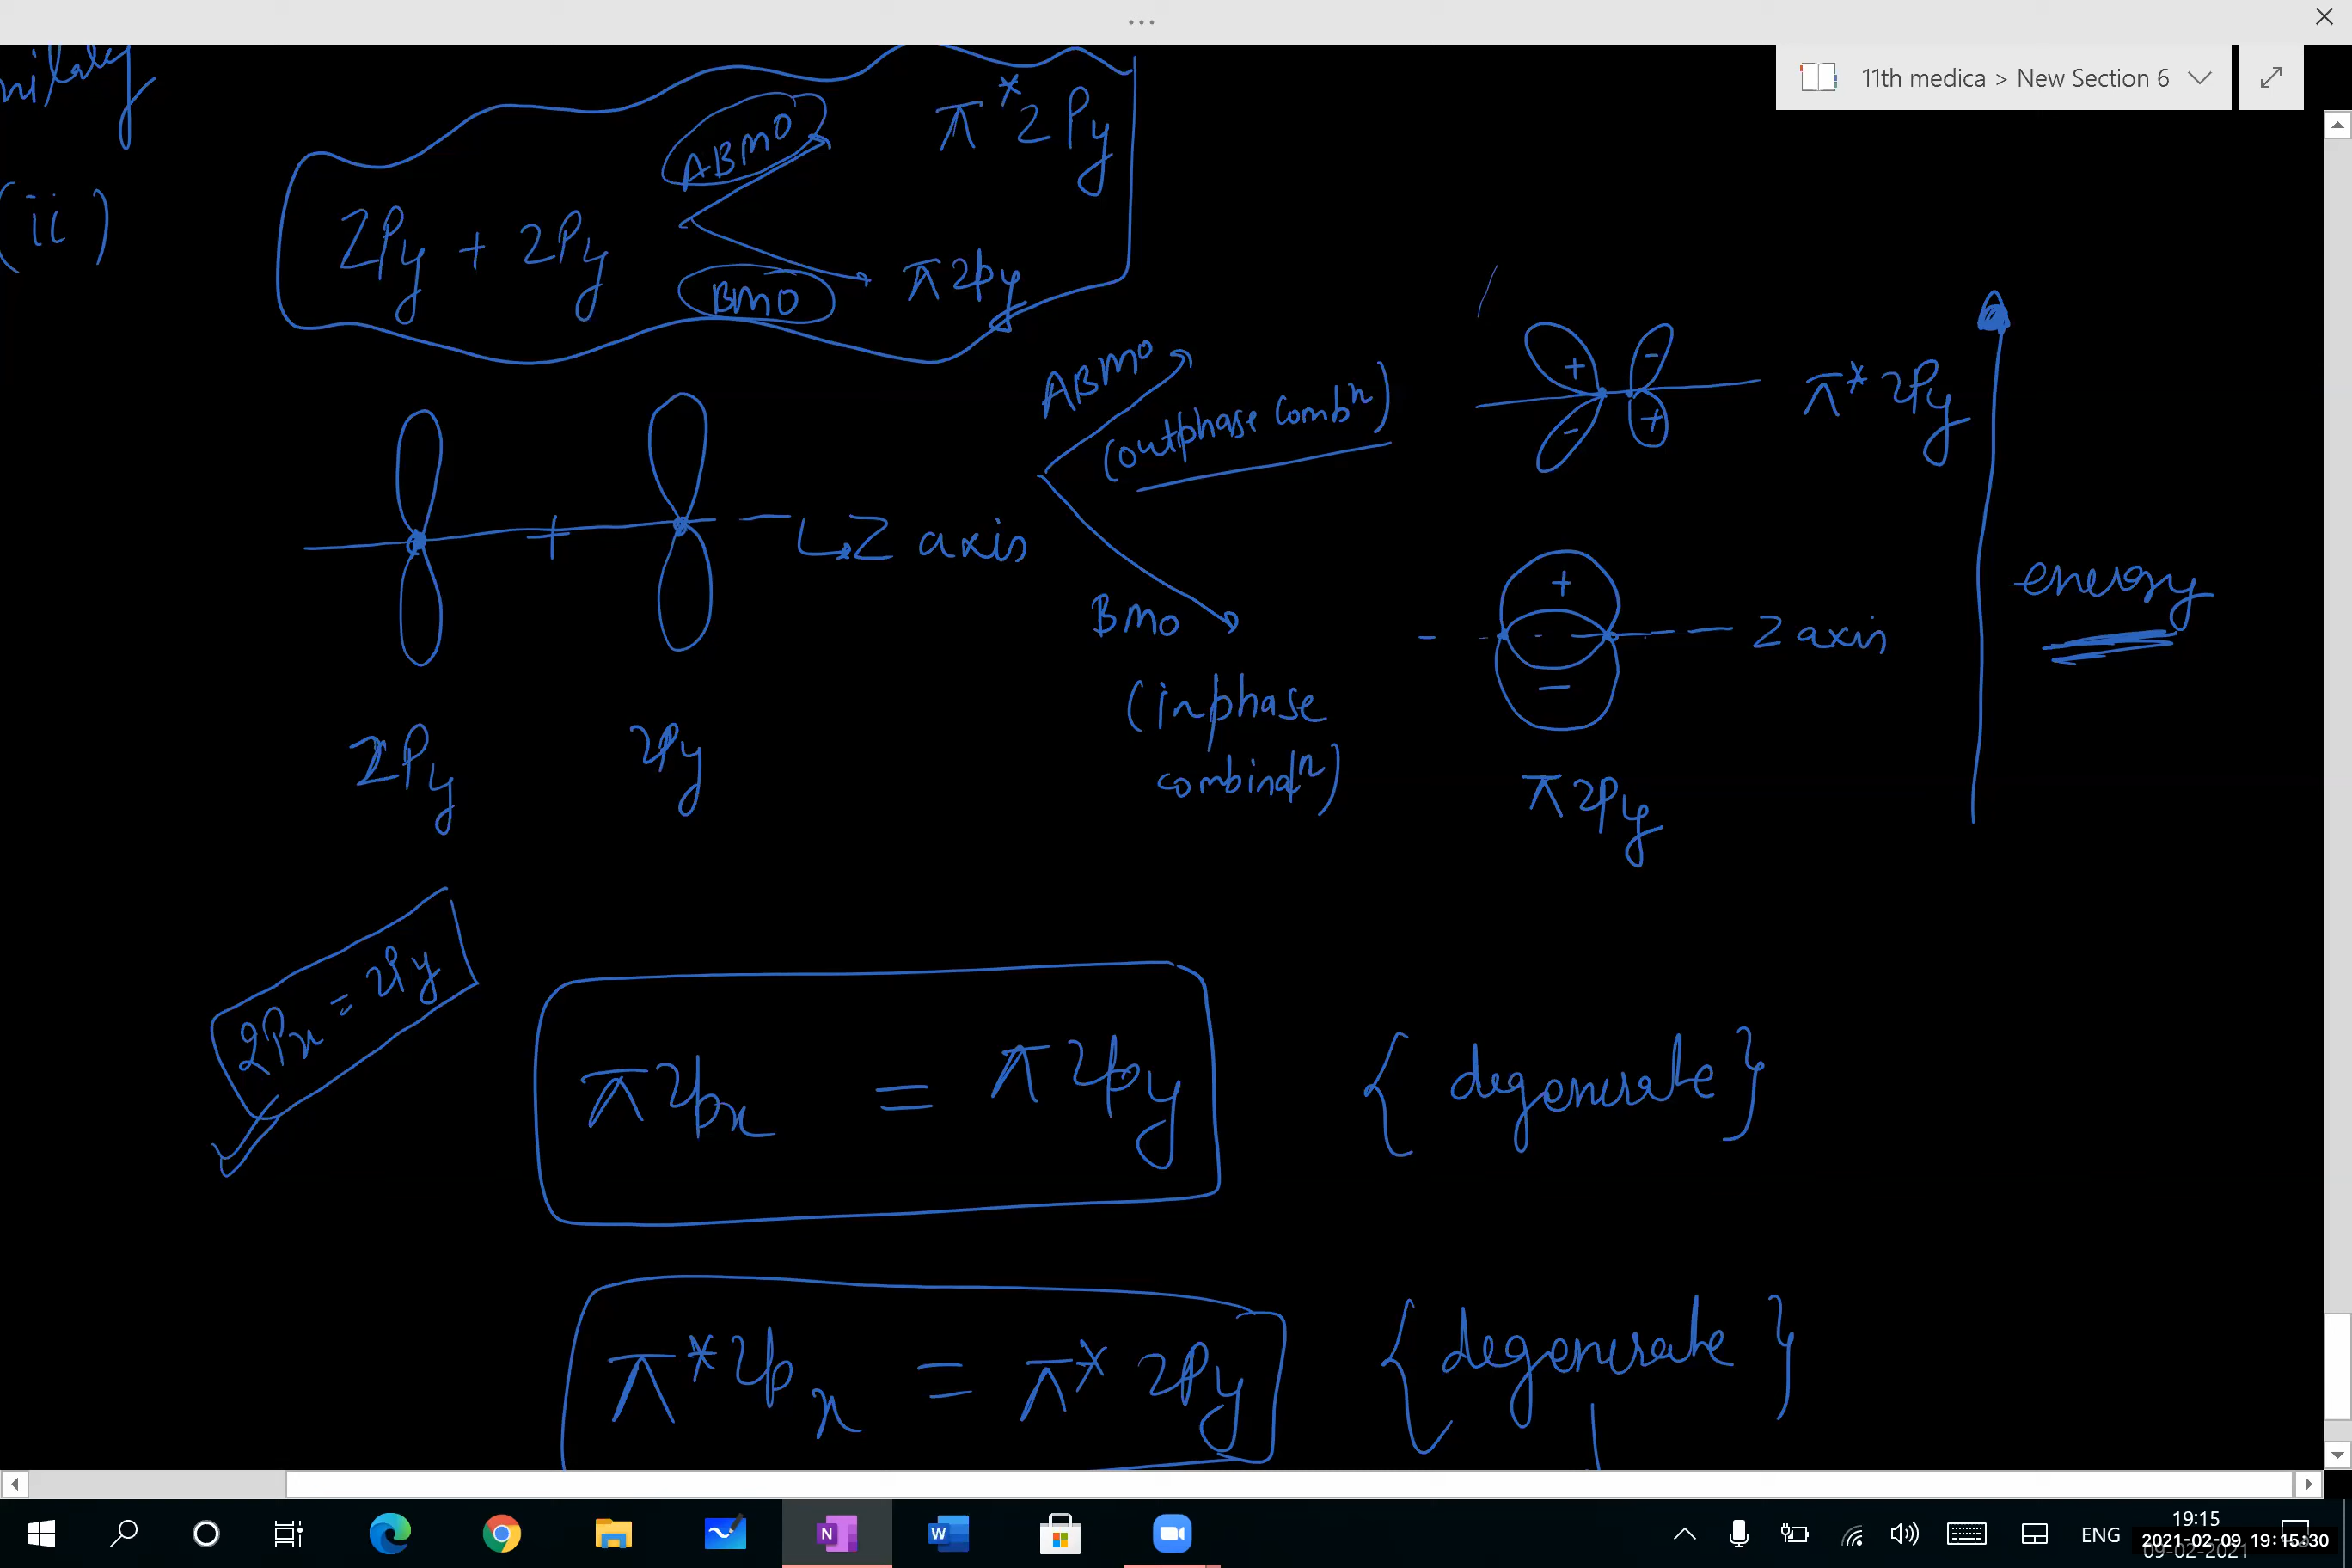 ...
11th medica > New Section 6
(ii)
2Py + 2Py
ABMO
π*2Py
BMO
π2py
ABMO
(outphase Combⁿ)
+ -
- +
π* 2Py
+
Z axis
BMO
(inphase
combinatⁿ)
+
-
Z axis
π2Py
energy
2Py
2Py
2Px = 2Py
π2px = π2py
{ degenerate }
π*2px = π* 2Py
{ degenerate }
ENG
19:15
09-02-2021
2021-02-09 19:15:30